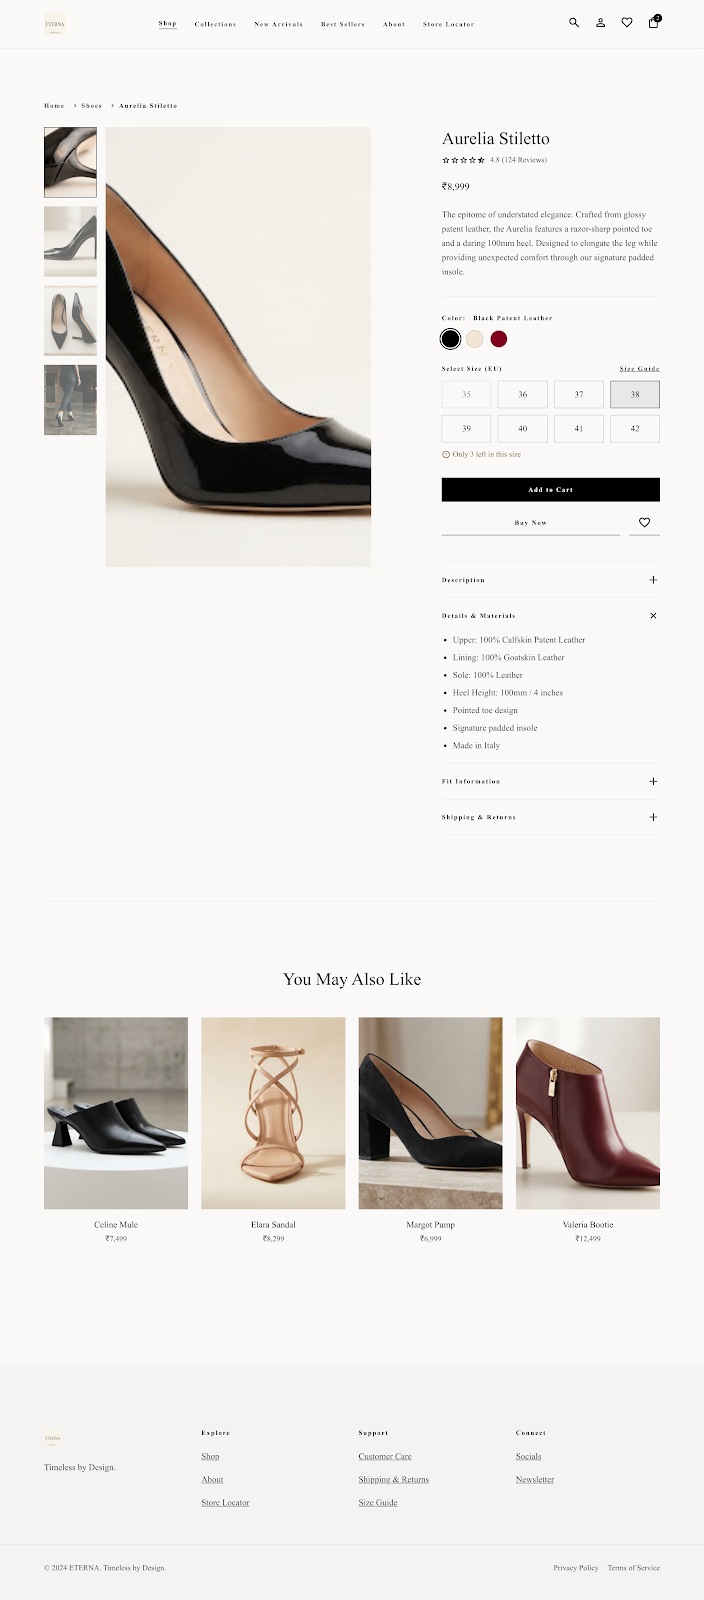 ETERNA
Shop Collections New Arrivals Best Sellers About Store Locator
2
Home > Shoes > Aurelia Stiletto
Aurelia Stiletto
4.8 (124 Reviews)
₹8,999
The epitome of understated elegance. Crafted from glossy
patent leather, the Aurelia features a razor-sharp pointed toe
and a daring 100mm heel. Designed to elongate the leg while
providing unexpected comfort through our signature padded
insole.
Color: Black Patent Leather
Select Size (EU) Size Guide
35 36 37 38
39 40 41 42
Only 3 left in this size
Add to Cart
Buy Now
Description
Details & Materials
• Upper: 100% Calfskin Patent Leather
• Lining: 100% Goatskin Leather
• Sole: 100% Leather
• Heel Height: 100mm / 4 inches
• Pointed toe design
• Signature padded insole
• Made in Italy
Fit Information
Shipping & Returns
You May Also Like
Celine Mule Elara Sandal Margot Pump Valeria Bootie
₹7,499 ₹8,299 ₹6,999 ₹12,499
ETERNA
Timeless by Design.
Explore
Shop
About
Store Locator
Support
Customer Care
Shipping & Returns
Size Guide
Connect
Socials
Newsletter
© 2024 ETERNA. Timeless by Design.
Privacy Policy Terms of Service